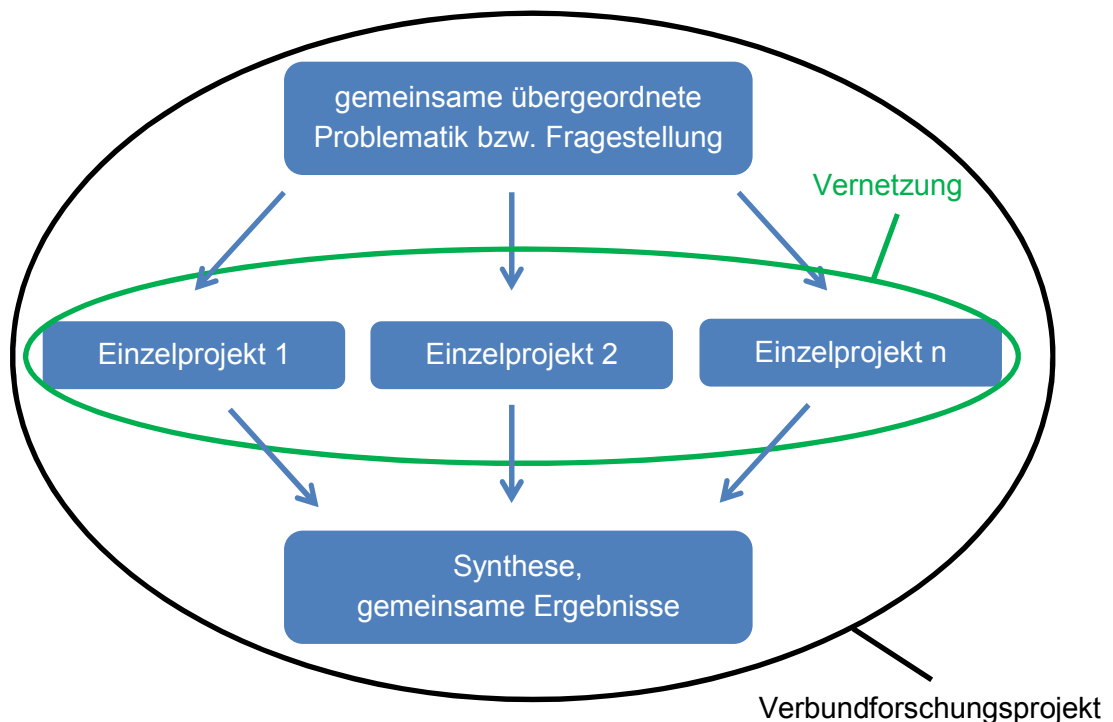 gemeinsame übergeordnete
Problematik bzw. Fragestellung
Vernetzung
Einzelprojekt 1
Einzelprojekt 2
Einzelprojekt n
Synthese,
gemeinsame Ergebnisse
Verbundforschungsprojekt